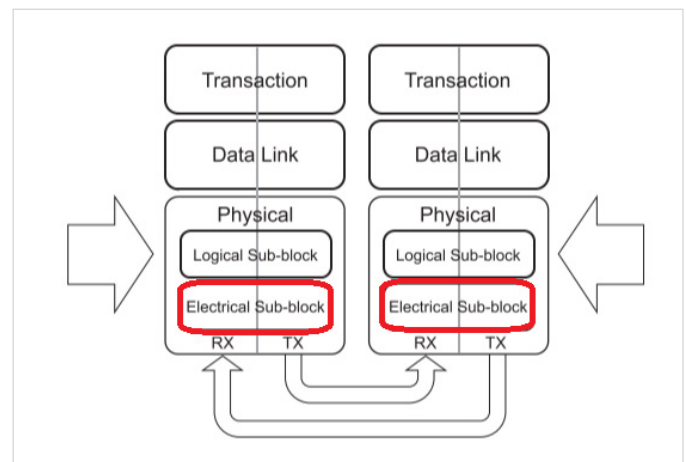 Transaction
Transaction
Data Link
Data Link
Physical
Physical
Logical Sub-block
Logical Sub-block
Electrical Sub-block
Electrical Sub-block
RX TX
RX TX